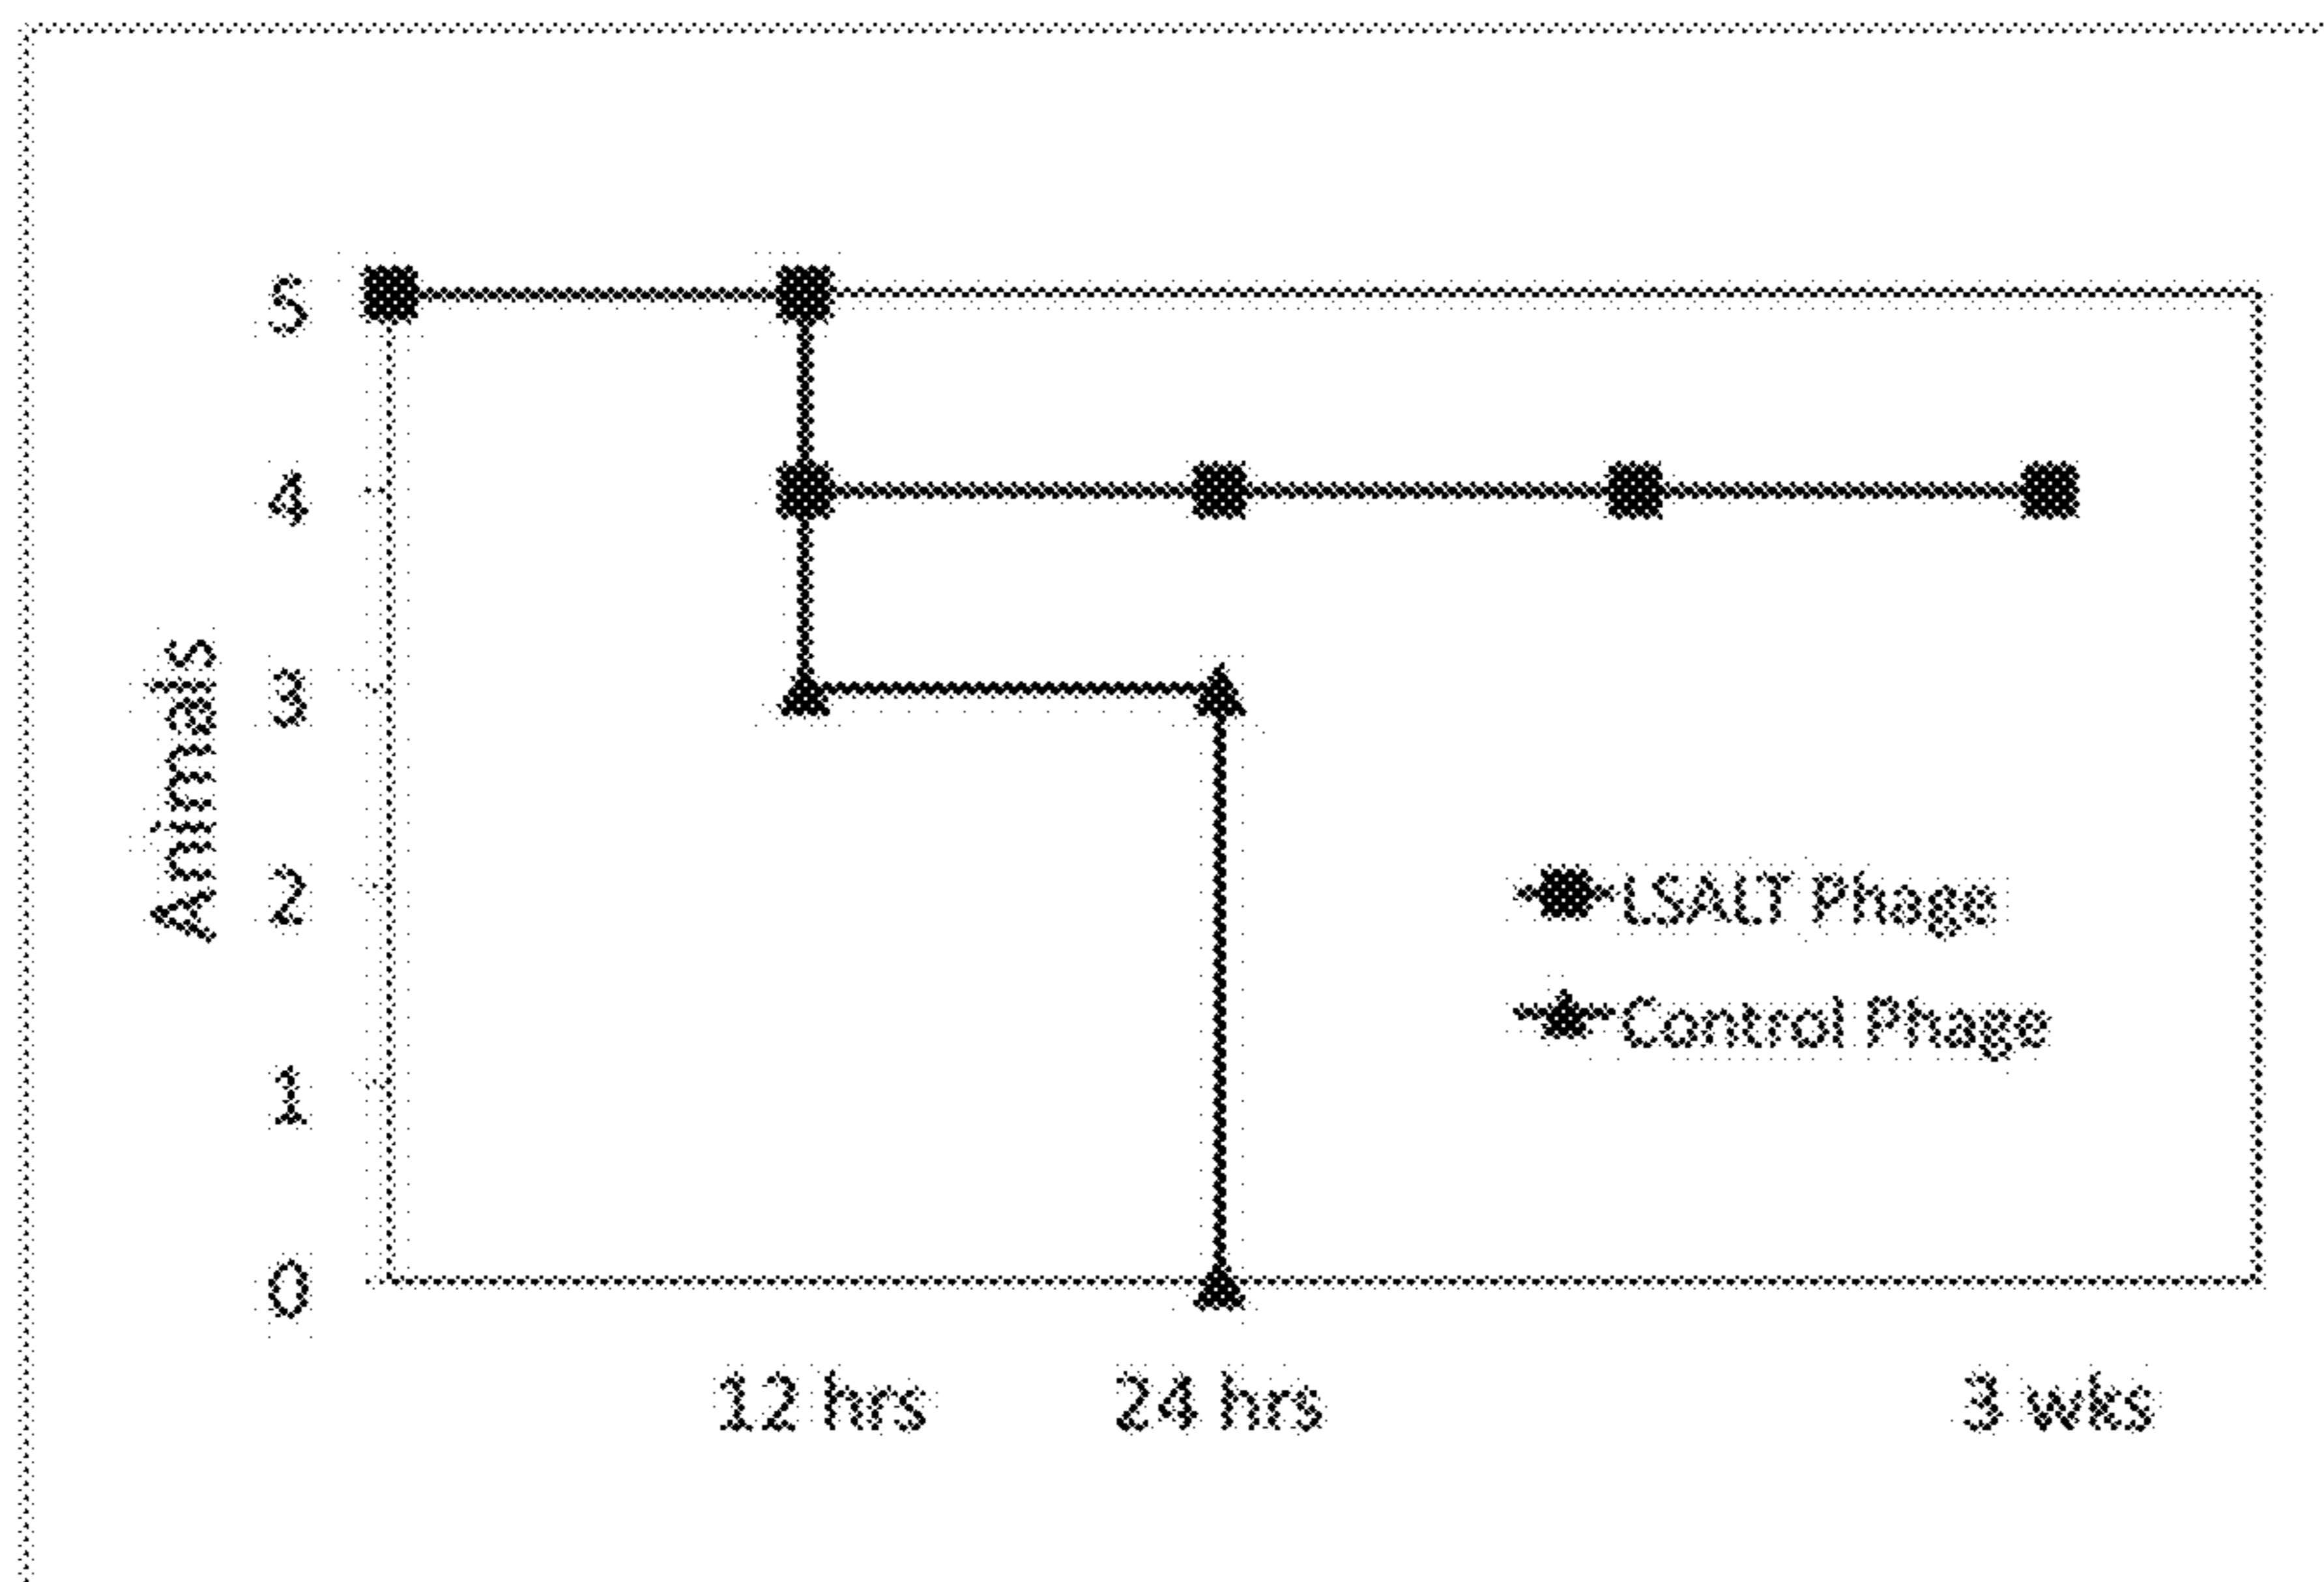 5
4
3
2
1
0
Animals
LSALT Phage
Control Phage
12 hrs
24 hrs
3 wks